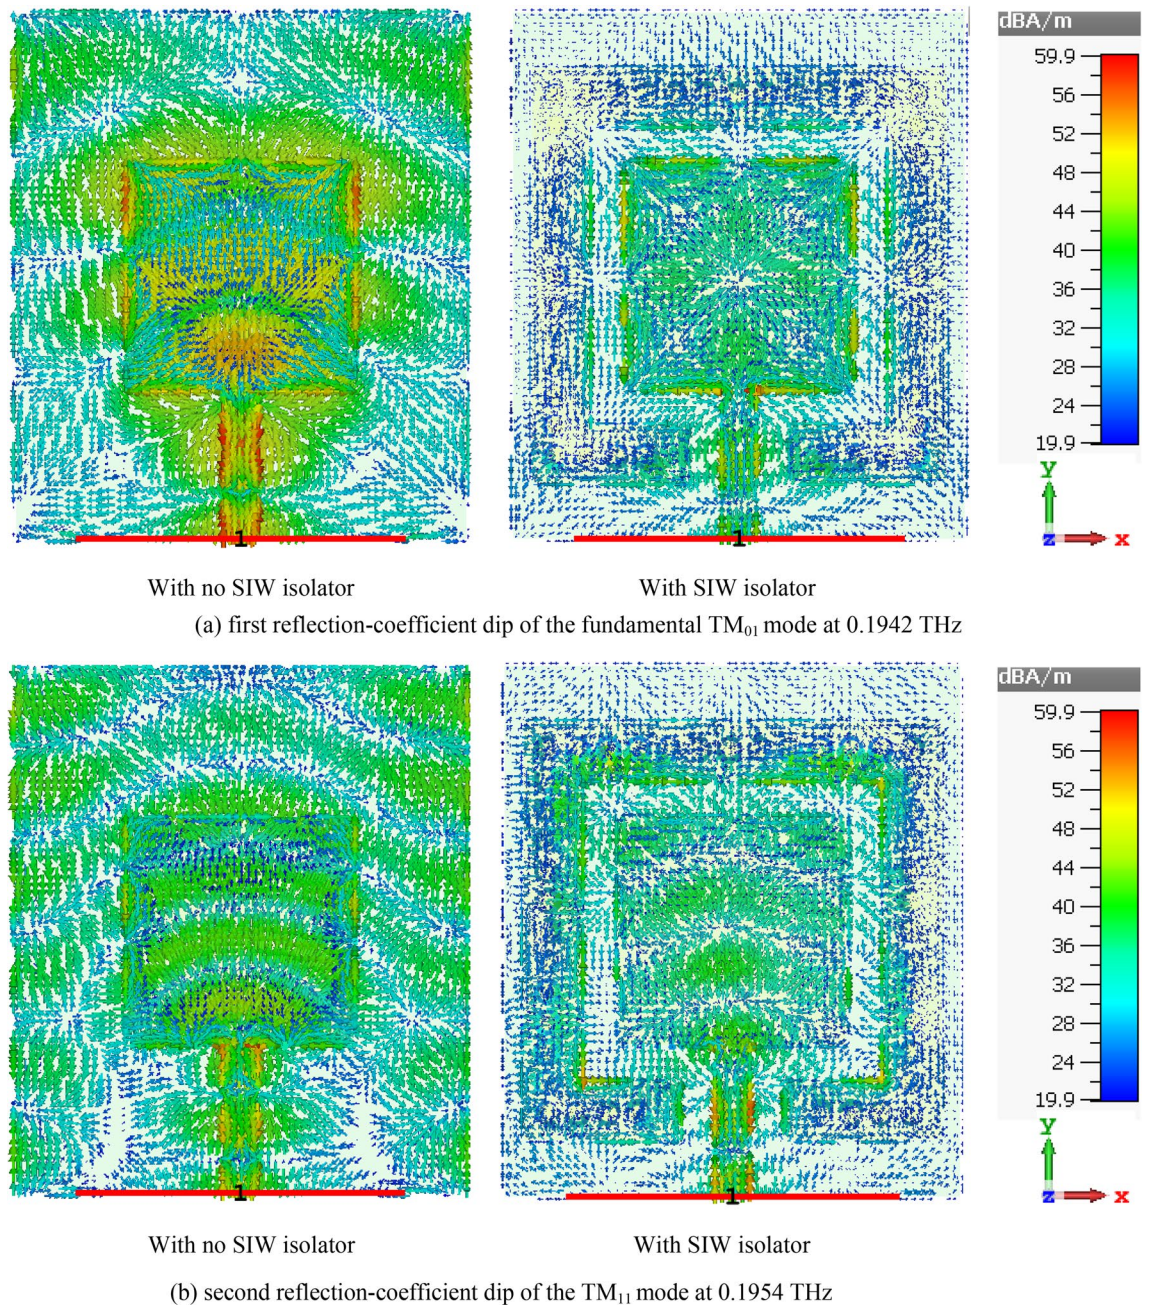 dBA/m
59.9
56
52
48
44
40
36
32
28
24
19.9
y
z x
1 1
With no SIW isolator With SIW isolator
(a) first reflection-coefficient dip of the fundamental TM₀₁ mode at 0.1942 THz
dBA/m
59.9
56
52
48
44
40
36
32
28
24
19.9
y
z x
1 1
With no SIW isolator With SIW isolator
(b) second reflection-coefficient dip of the TM₁₁ mode at 0.1954 THz